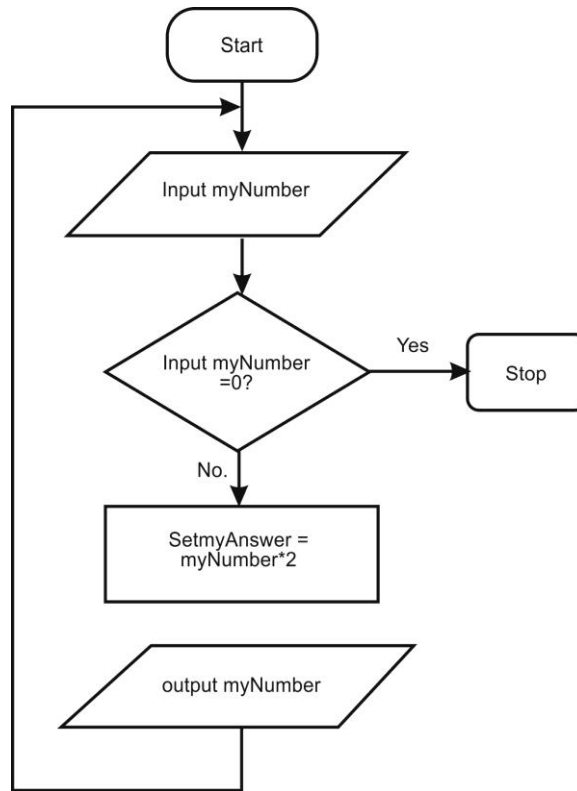 Start
Input myNumber
Input myNumber
=0?
Yes
Stop
No.
SetmyAnswer =
myNumber*2
output myNumber